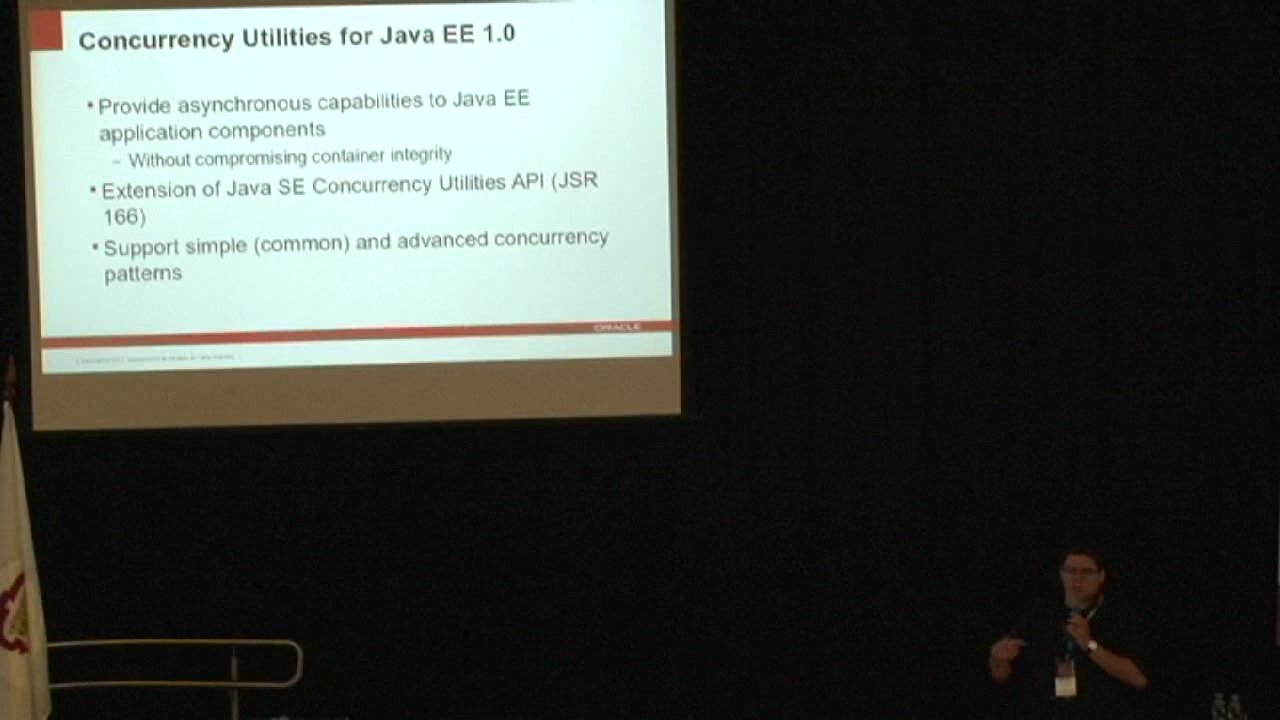 Concurrency Utilities for Java EE 1.0
• Provide asynchronous capabilities to Java EE
application components
– Without compromising container integrity
• Extension of Java SE Concurrency Utilities API (JSR
166)
• Support simple (common) and advanced concurrency
patterns
ORACLE